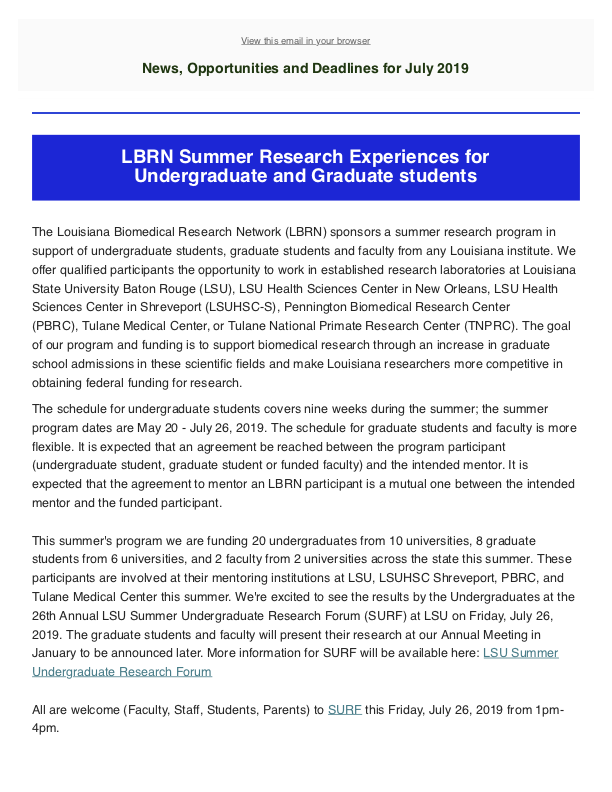 View this email in your browser
News, Opportunities and Deadlines for July 2019
LBRN Summer Research Experiences for
Undergraduate and Graduate students
The Louisiana Biomedical Research Network (LBRN) sponsors a summer research program in
support of undergraduate students, graduate students and faculty from any Louisiana institute. We
offer qualified participants the opportunity to work in established research laboratories at Louisiana
State University Baton Rouge (LSU), LSU Health Sciences Center in New Orleans, LSU Health
Sciences Center in Shreveport (LSUHSC-S), Pennington Biomedical Research Center
(PBRC), Tulane Medical Center, or Tulane National Primate Research Center (TNPRC). The goal
of our program and funding is to support biomedical research through an increase in graduate
school admissions in these scientific fields and make Louisiana researchers more competitive in
obtaining federal funding for research.
The schedule for undergraduate students covers nine weeks during the summer; the summer
program dates are May 20 - July 26, 2019. The schedule for graduate students and faculty is more
flexible. It is expected that an agreement be reached between the program participant
(undergraduate student, graduate student or funded faculty) and the intended mentor. It is
expected that the agreement to mentor an LBRN participant is a mutual one between the intended
mentor and the funded participant.
This summer's program we are funding 20 undergraduates from 10 universities, 8 graduate
students from 6 universities, and 2 faculty from 2 universities across the state this summer. These
participants are involved at their mentoring institutions at LSU, LSUHSC Shreveport, PBRC, and
Tulane Medical Center this summer. We're excited to see the results by the Undergraduates at the
26th Annual LSU Summer Undergraduate Research Forum (SURF) at LSU on Friday, July 26,
2019. The graduate students and faculty will present their research at our Annual Meeting in
January to be announced later. More information for SURF will be available here: LSU Summer
Undergraduate Research Forum
All are welcome (Faculty, Staff, Students, Parents) to SURF this Friday, July 26, 2019 from 1pm-
4pm.